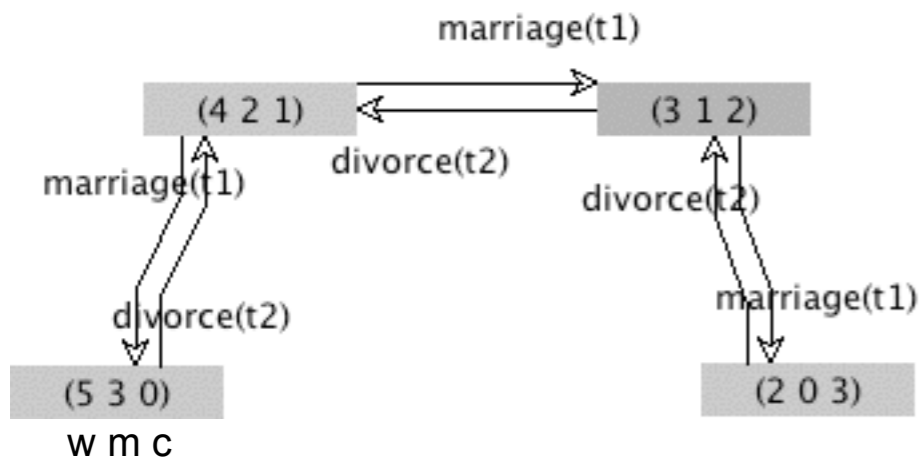 marriage(t1)
(4 2 1)
(3 1 2)
divorce(t2)
marriage(t1)
divorce(t2)
marriage(t1)
divorce(t2)
(5 3 0)
(2 0 3)
w m c